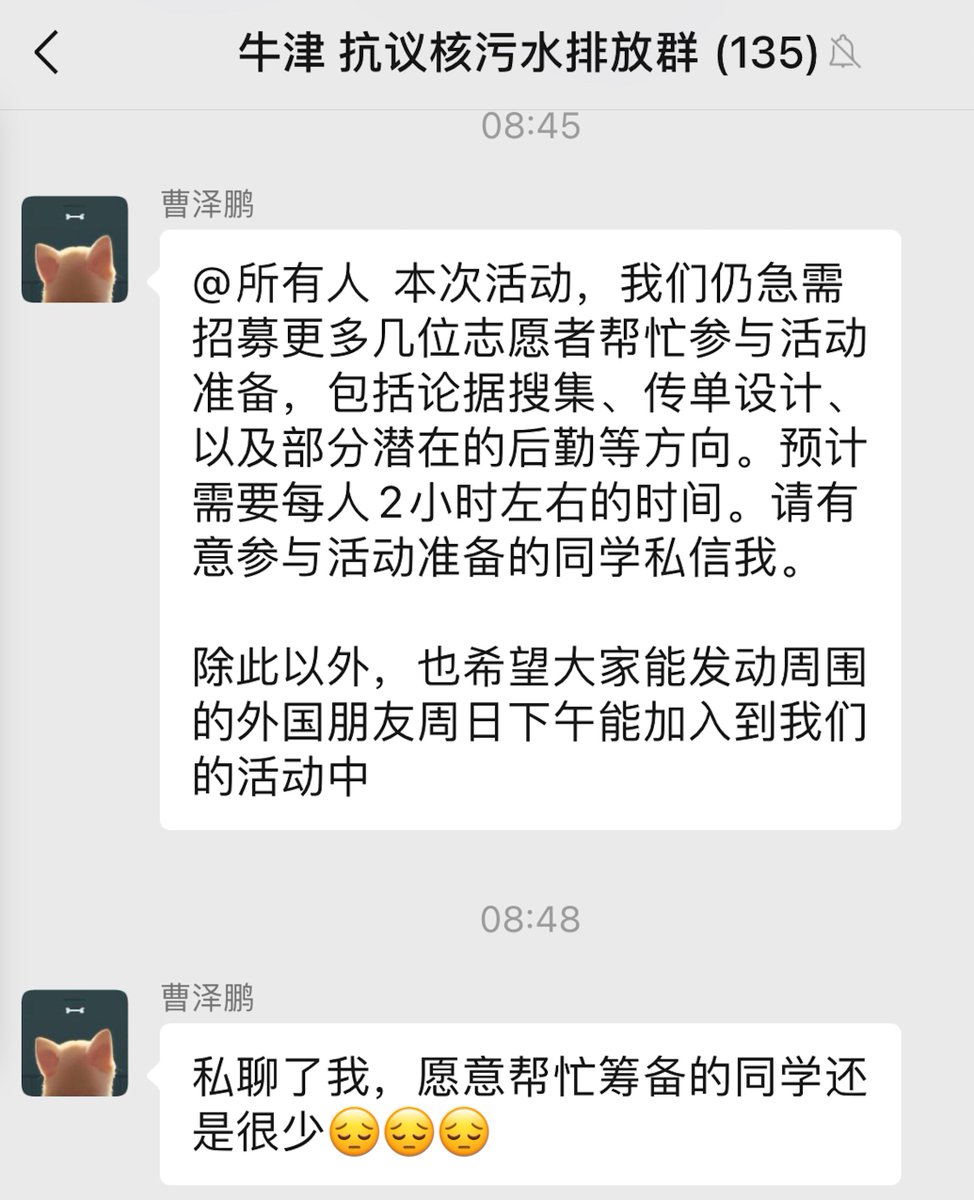 牛津 抗议核污水排放群 (135)
08:45
曹泽鹏
@所有人 本次活动，我们仍急需
招募更多几位志愿者帮忙参与活动
准备，包括论据搜集、传单设计、
以及部分潜在的后勤等方向。预计
需要每人2小时左右的时间。请有
意参与活动准备的同学私信我。
除此以外，也希望大家能发动周围
的外国朋友周日下午能加入到我们
的活动中
08:48
曹泽鹏
私聊了我，愿意帮忙筹备的同学还
是很少😔😔😔